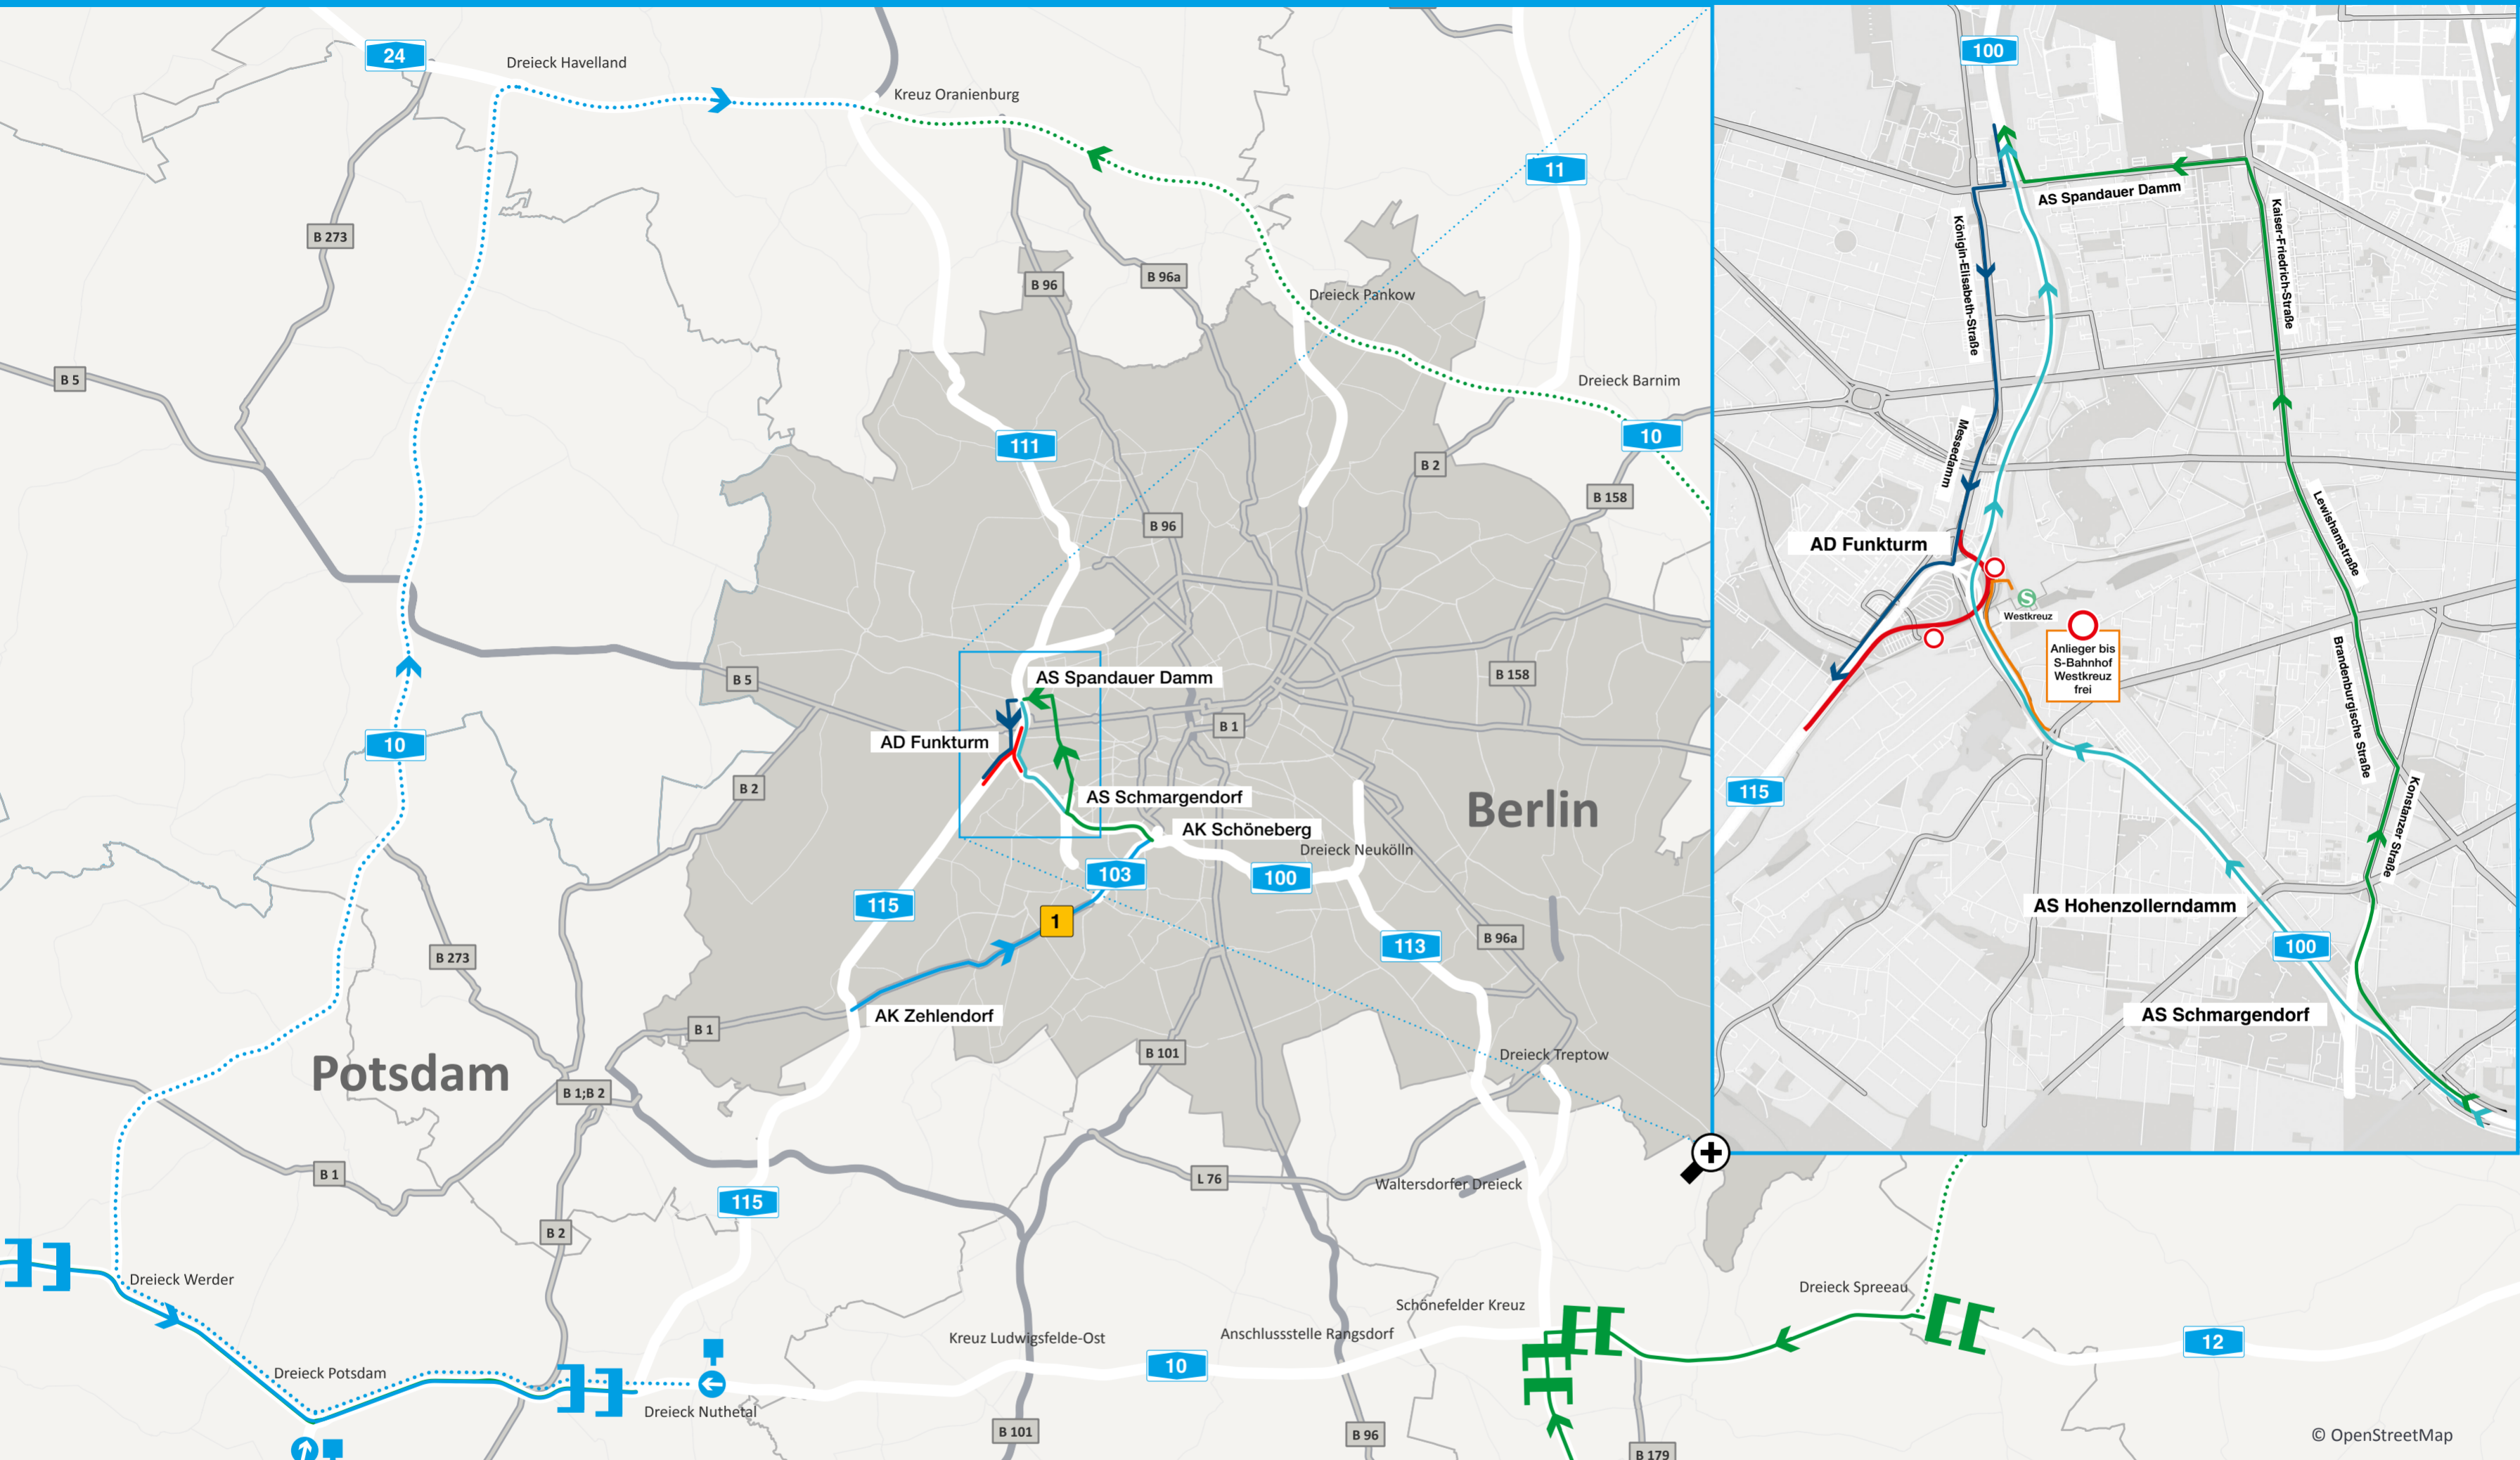 24
Dreieck Havelland
Kreuz Oranienburg
11
B 273
B 96
B 96a
Dreieck Pankow
B 5
Dreieck Barnim
10
111
B 2
B 158
B 96
B 5
AS Spandauer Damm
B 158
B 1
AD Funkturm
10
B 2
AS Schmargendorf
Berlin
AK Schöneberg
Dreieck Neukölln
103
100
115
1
B 273
113
B 96a
AK Zehlendorf
B 1
Potsdam
B 101
Dreieck Treptow
B 1;B 2
B 1
L 76
Waltersdorfer Dreieck
115
B 2
Dreieck Werder
Dreieck Spreeau
Schönefelder Kreuz
Kreuz Ludwigsfelde-Ost
Anschlussstelle Rangsdorf
10
12
Dreieck Potsdam
Dreieck Nuthetal
B 101
B 96
B 179
© OpenStreetMap
100
AS Spandauer Damm
Königin-Elisabeth-Straße
Kaiser-Friedrich-Straße
Messedamm
Lewishamstraße
AD Funkturm
S
Westkreuz
Anlieger bis
S-Bahnhof
Westkreuz
frei
Brandenburgische Straße
115
Konstanzer Straße
AS Hohenzollerndamm
100
AS Schmargendorf